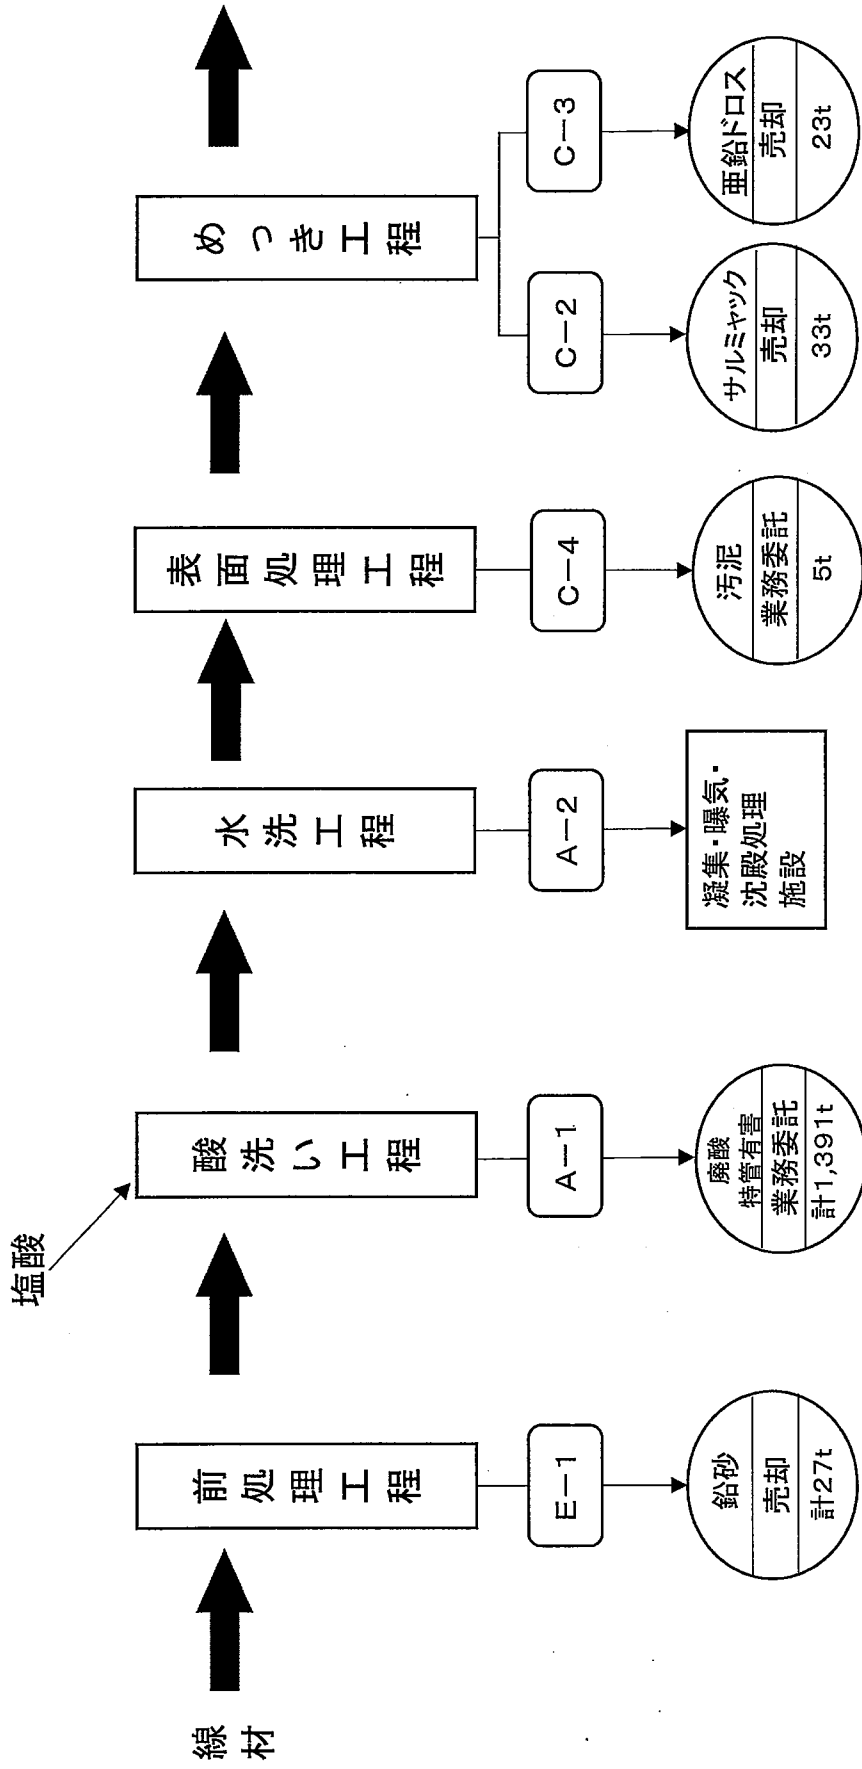 線材
塩酸
前処理工程
酸洗い工程
水洗工程
表面処理工程
めっき工程
E－1
A－1
A－2
C－4
C－2
C－3
鉛砂
売却
計27t
廃酸
特管有害
業務委託
計1,391t
凝集・曝気・
沈殿処理
施設
汚泥
業務委託
5t
サルミヤック
売却
33t
亜鉛ドロス
売却
23t